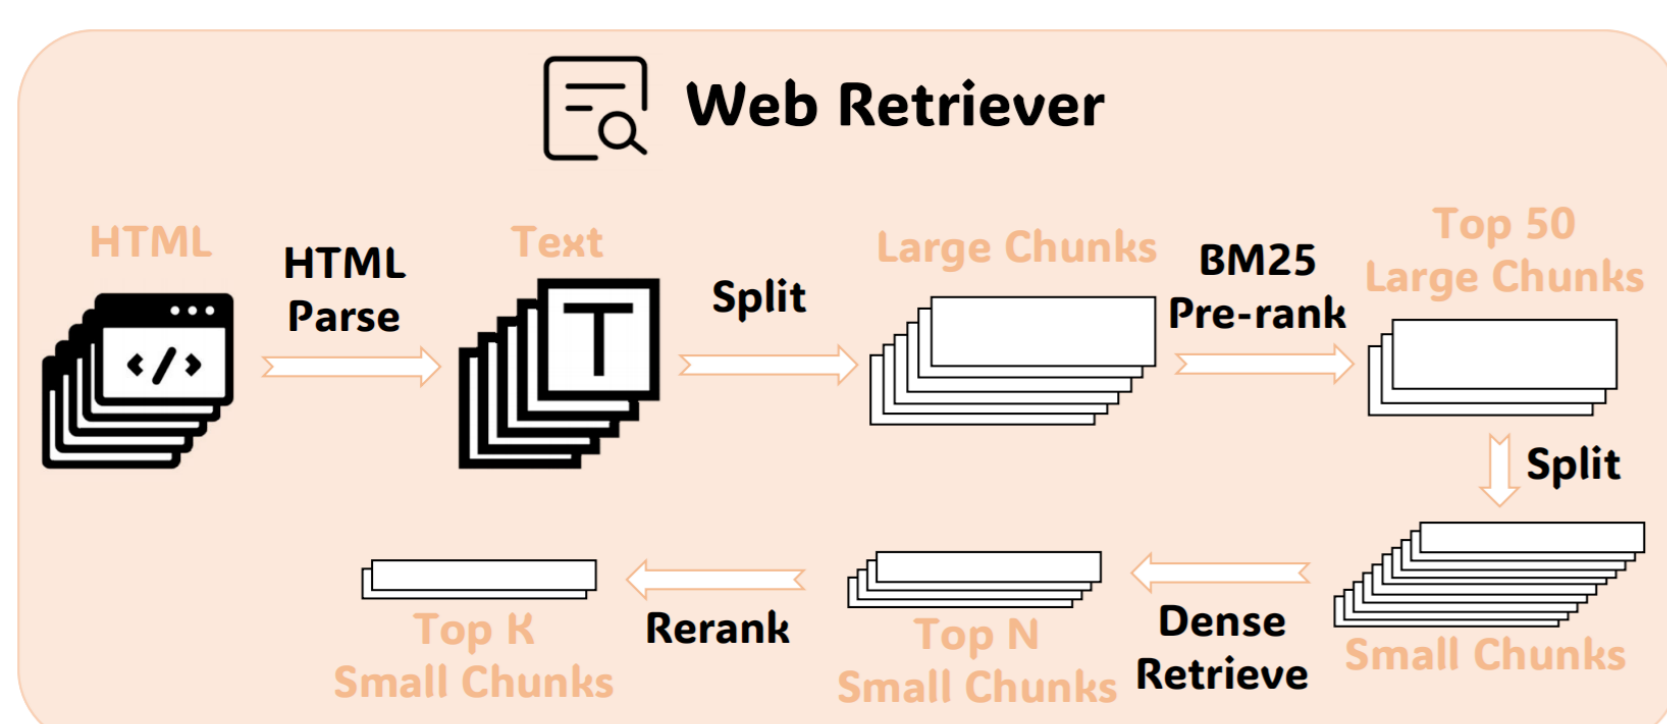 Web Retriever
HTML
HTML
Parse
Text
T
Split
Large Chunks
BM25
Pre-rank
Top 50
Large Chunks
Split
Small Chunks
Dense
Retrieve
Top N
Small Chunks
Rerank
Top K
Small Chunks